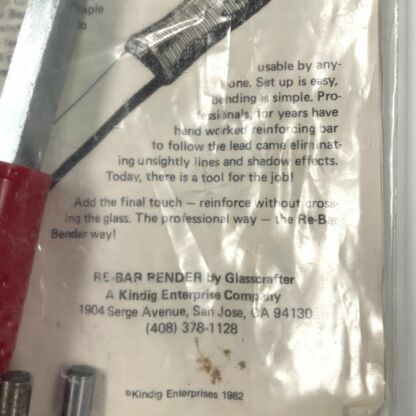 usable by any-
one. Set up is easy,
bending is simple. Pro-
fessionals, for years have
hand worked reinforcing bar
to follow the lead came eliminat-
ing unsightly lines and shadow effects.
Today, there is a tool for the job!
Add the final touch — reinforce without cross-
ing the glass. The professional way — the Re-Bar
Bender way!
RE-BAR BENDER by Glasscrafter
A Kindig Enterprise Company
1904 Serge Avenue, San Jose, CA 94130
(408) 378-1128
©Kindig Enterprises 1982